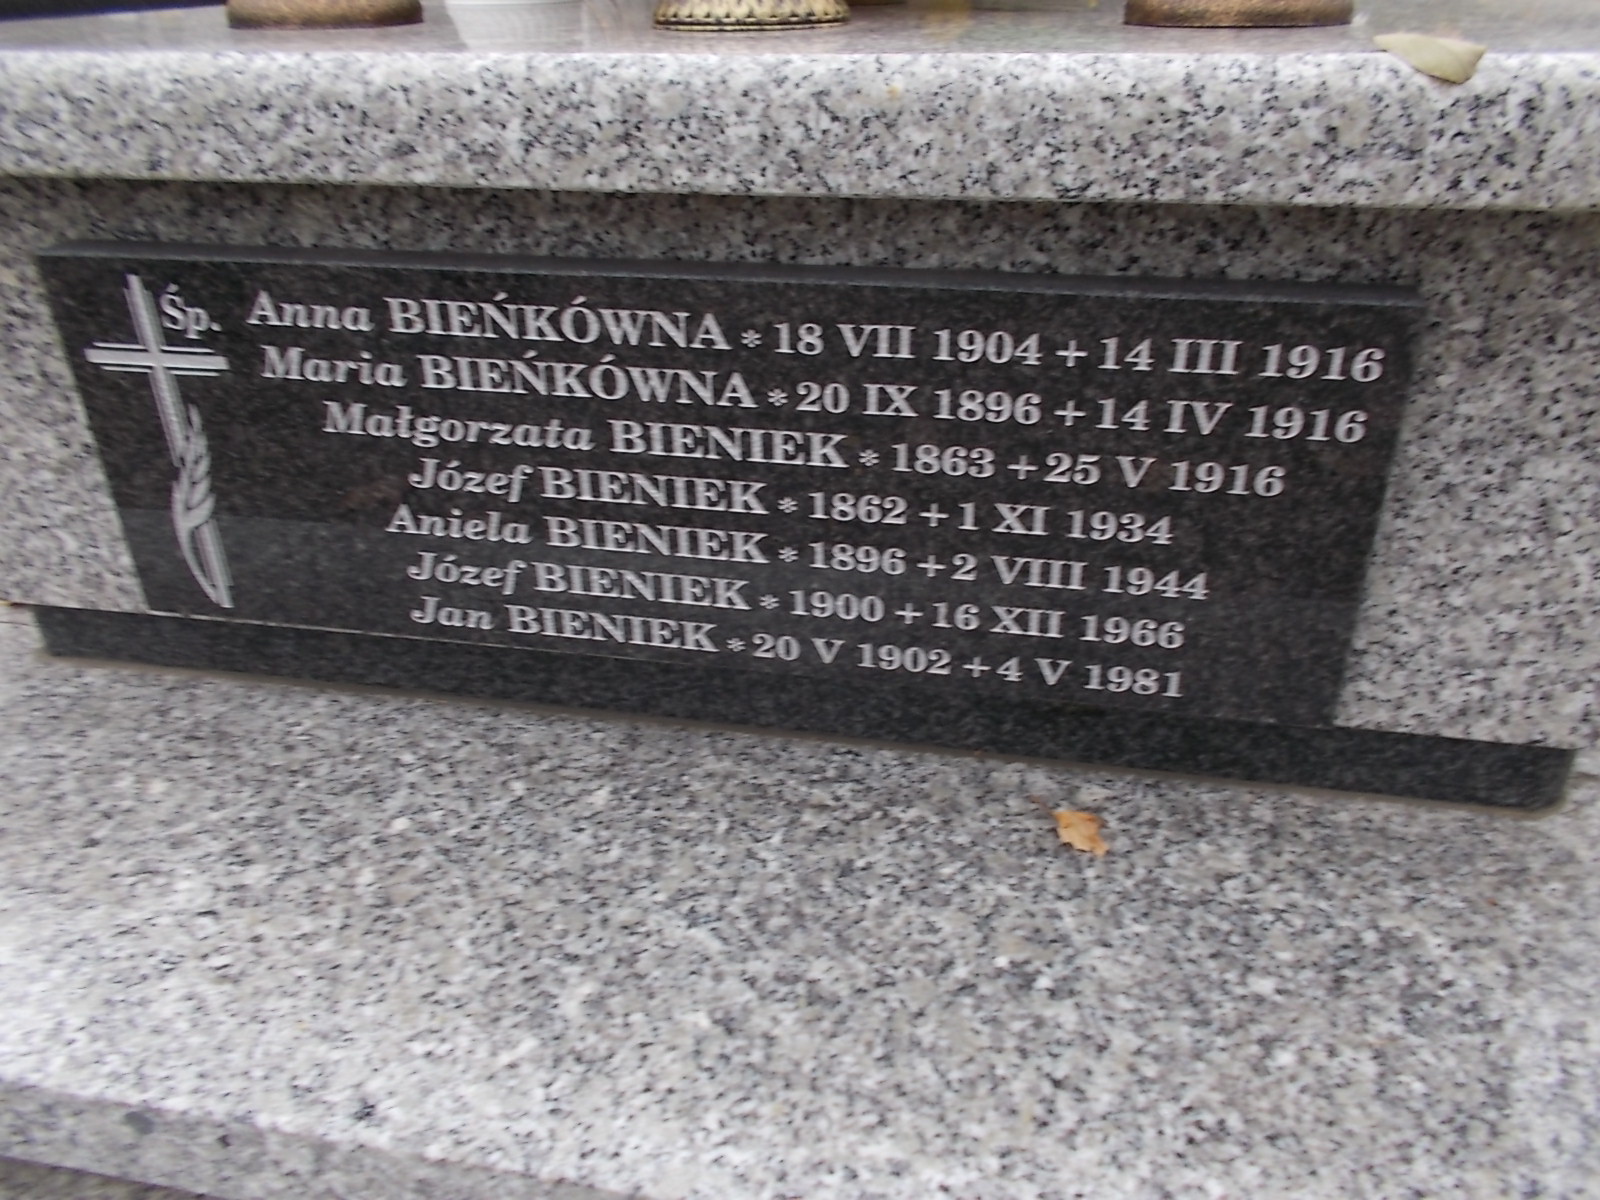 Śp. Anna BIEŃKÓWNA * 18 VII 1904 + 14 III 1916
Maria BIEŃKÓWNA * 20 IX 1896 + 14 IV 1916
Małgorzata BIENIEK * 1863 + 25 V 1916
Józef BIENIEK * 1862 + 1 XI 1934
Aniela BIENIEK * 1896 + 2 VIII 1944
Józef BIENIEK * 1900 + 16 XII 1966
Jan BIENIEK * 20 V 1902 + 4 V 1981